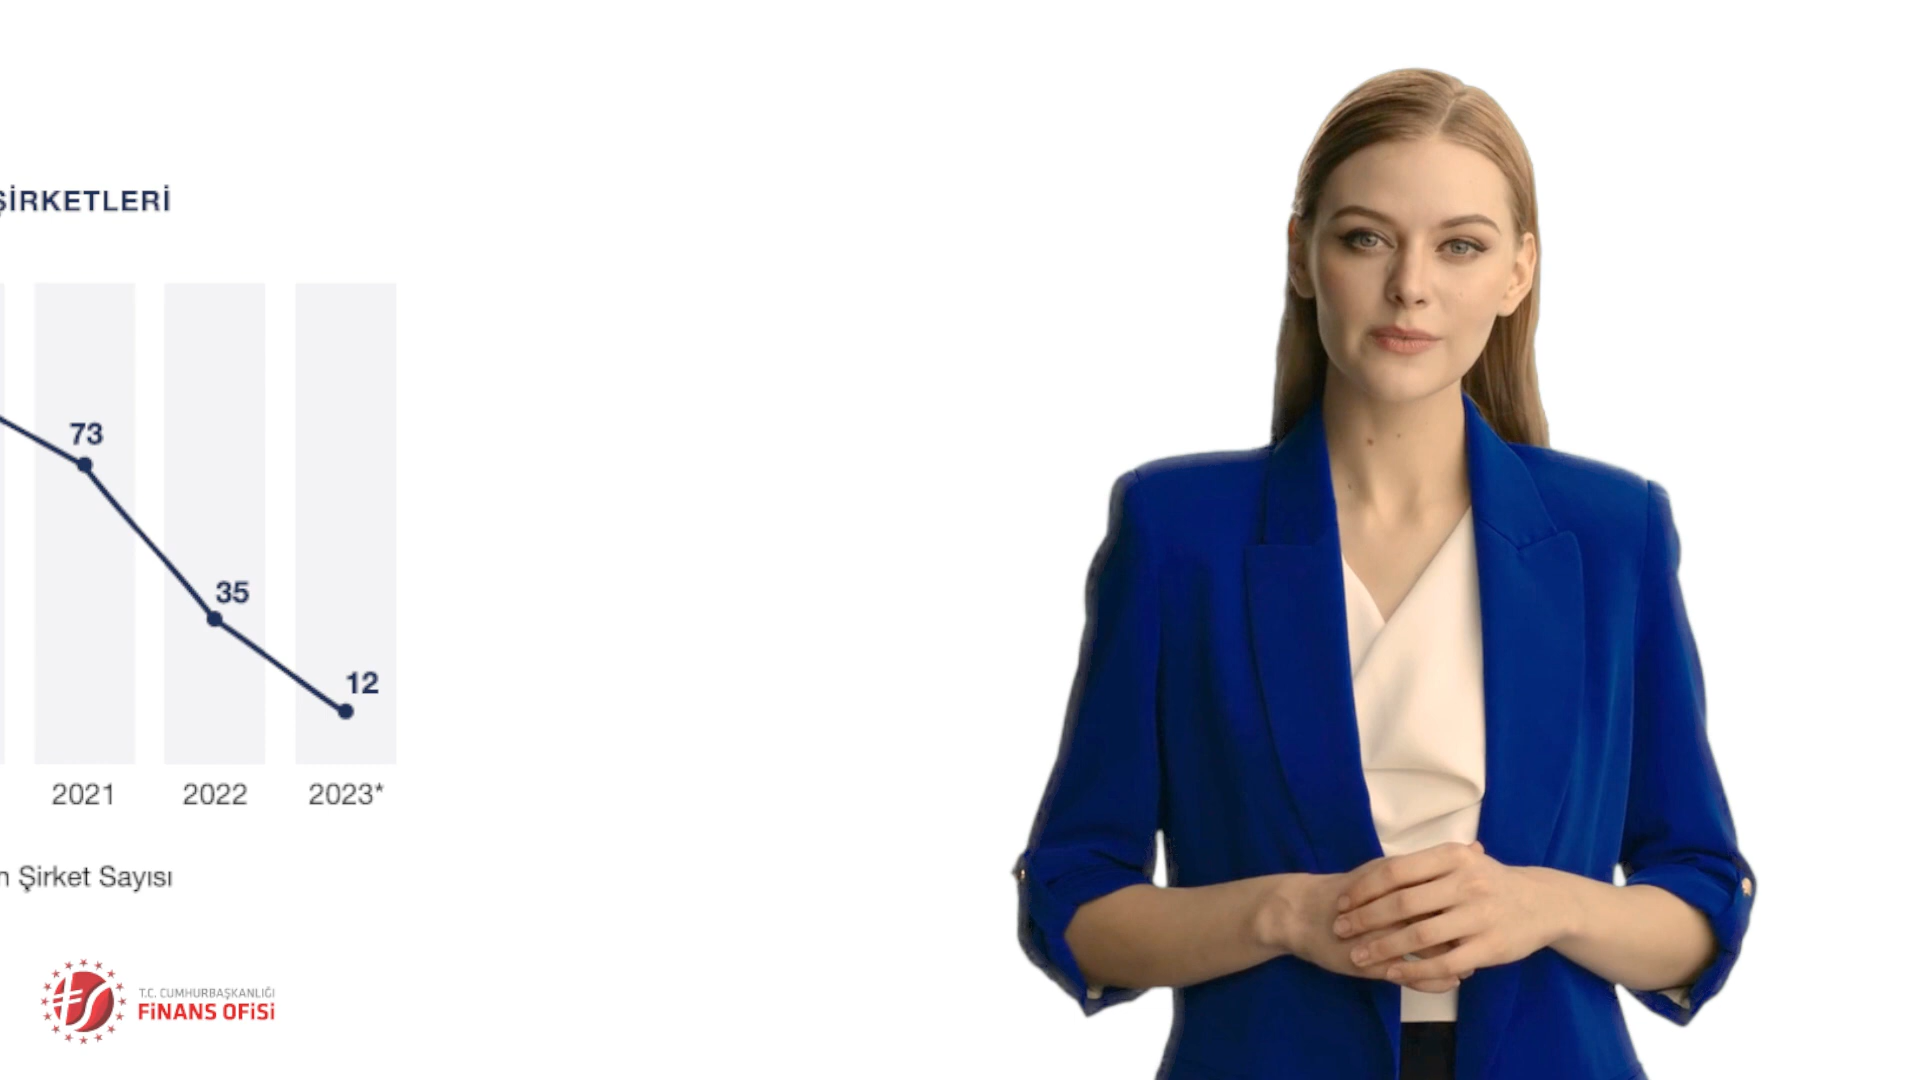 ŞİRKETLERİ
73
35
12
2021 2022 2023*
n Şirket Sayısı
T.C. CUMHURBAŞKANLIĞI
FİNANS OFİSİ